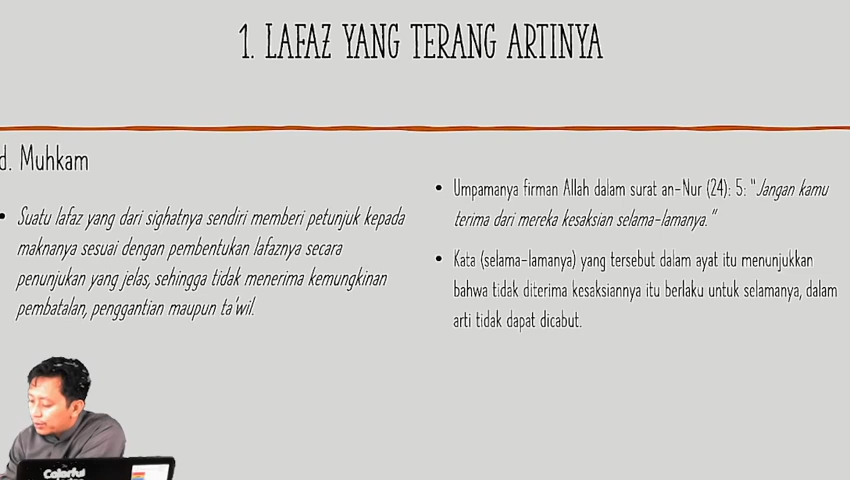 1. LAFAZ YANG TERANG ARTINYA
d. Muhkam
• Suatu lafaz yang dari sighatnya sendiri memberi petunjuk kepada
maknanya sesuai dengan pembentukan lafaznya secara
penunjukan yang jelas, sehingga tidak menerima kemungkinan
pembatalan, penggantian maupun ta'wil.
• Umpamanya firman Allah dalam surat an-Nur (24): 5: "Jangan kamu
terima dari mereka kesaksian selama-lamanya."
• Kata (selama-lamanya) yang tersebut dalam ayat itu menunjukkan
bahwa tidak diterima kesaksiannya itu berlaku untuk selamanya, dalam
arti tidak dapat dicabut.
Colorful